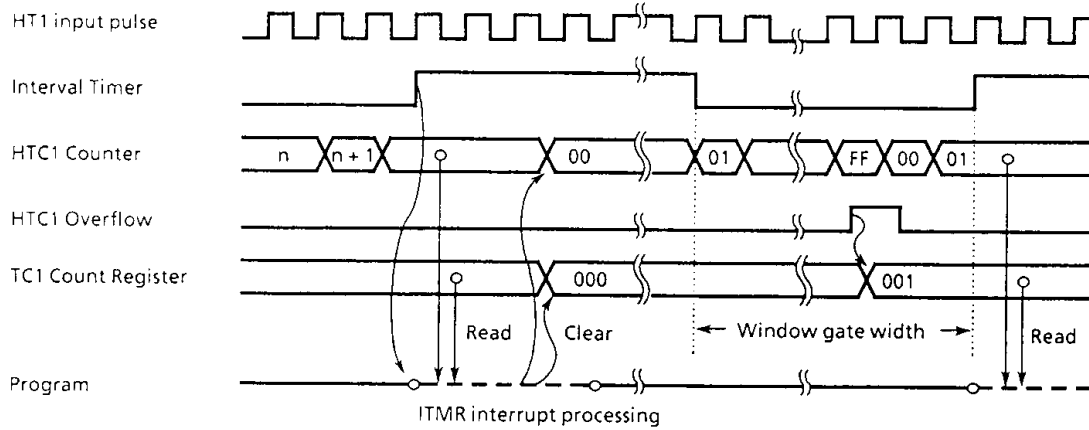 HT1 input pulse
Interval Timer
HTC1 Counter
n
n + 1
00
01
FF
00
01
HTC1 Overflow
TC1 Count Register
000
001
Read
Clear
Window gate width
Read
Program
ITMR interrupt processing